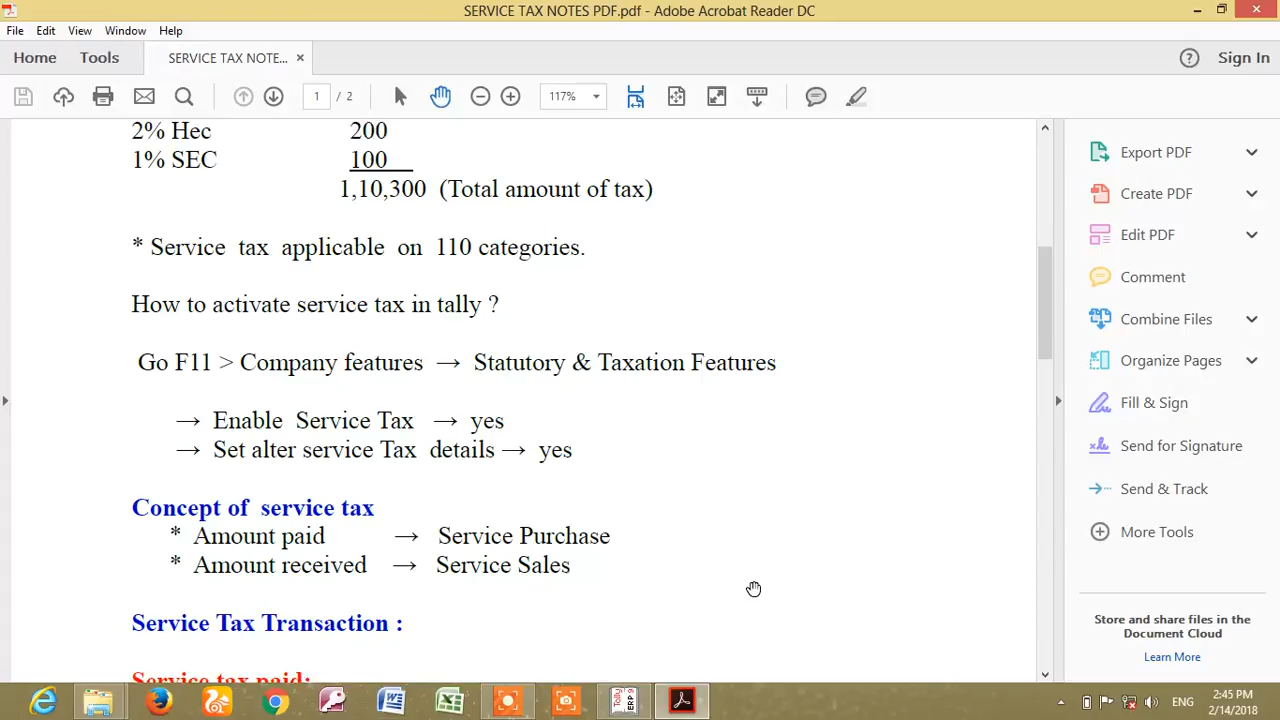 SERVICE TAX NOTES PDF.pdf - Adobe Acrobat Reader DC
File Edit View Window Help
Home Tools SERVICE TAX NOTE... × Sign In
1 / 2 117%
2% Hec 200
1% SEC 100
1,10,300 (Total amount of tax)
* Service tax applicable on 110 categories.
How to activate service tax in tally ?
Go F11 > Company features → Statutory & Taxation Features
→ Enable Service Tax → yes
→ Set alter service Tax details → yes
Concept of service tax
* Amount paid → Service Purchase
* Amount received → Service Sales
Service Tax Transaction :
Service tax paid:
Export PDF
Create PDF
Edit PDF
Comment
Combine Files
Organize Pages
Fill & Sign
Send for Signature
Send & Track
More Tools
Store and share files in the
Document Cloud
Learn More
ENG
2:45 PM
2/14/2018